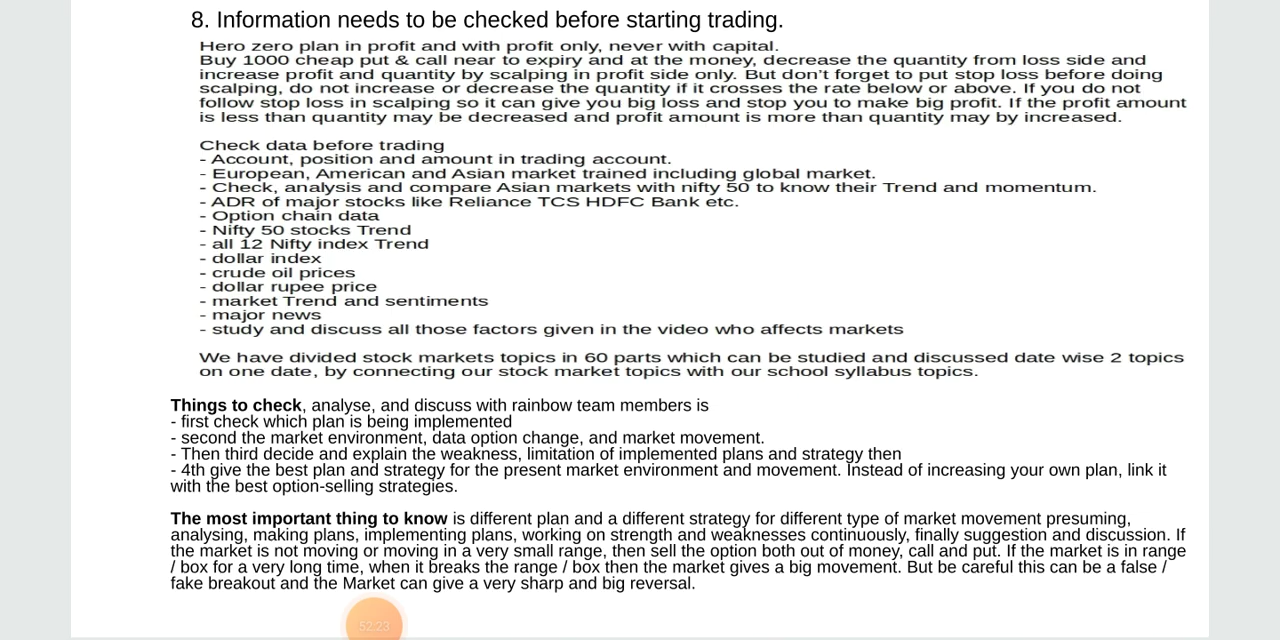 8. Information needs to be checked before starting trading.
Hero zero plan in profit and with profit only, never with capital.
Buy 1000 cheap put & call near to expiry and at the money, decrease the quantity from loss side and
increase profit and quantity by scalping in profit side only. But don't forget to put stop loss before doing
scalping, do not increase or decrease the quantity if it crosses the rate below or above. If you do not
follow stop loss in scalping so it can give you big loss and stop you to make big profit. If the profit amount
is less than quantity may be decreased and profit amount is more than quantity may by increased.
Check data before trading
- Account, position and amount in trading account.
- European, American and Asian market trained including global market.
- Check, analysis and compare Asian markets with nifty 50 to know their Trend and momentum.
- ADR of major stocks like Reliance TCS HDFC Bank etc.
- Option chain data
- Nifty 50 stocks Trend
- all 12 Nifty index Trend
- dollar index
- crude oil prices
- dollar rupee price
- market Trend and sentiments
- major news
- study and discuss all those factors given in the video who affects markets
We have divided stock markets topics in 60 parts which can be studied and discussed date wise 2 topics
on one date, by connecting our stock market topics with our school syllabus topics.
Things to check, analyse, and discuss with rainbow team members is
- first check which plan is being implemented
- second the market environment, data option change, and market movement.
- Then third decide and explain the weakness, limitation of implemented plans and strategy then
- 4th give the best plan and strategy for the present market environment and movement. Instead of increasing your own plan, link it
with the best option-selling strategies.
The most important thing to know is different plan and a different strategy for different type of market movement presuming,
analysing, making plans, implementing plans, working on strength and weaknesses continuously, finally suggestion and discussion. If
the market is not moving or moving in a very small range, then sell the option both out of money, call and put. If the market is in range
/ box for a very long time, when it breaks the range / box then the market gives a big movement. But be careful this can be a false /
fake breakout and the Market can give a very sharp and big reversal.
52:23